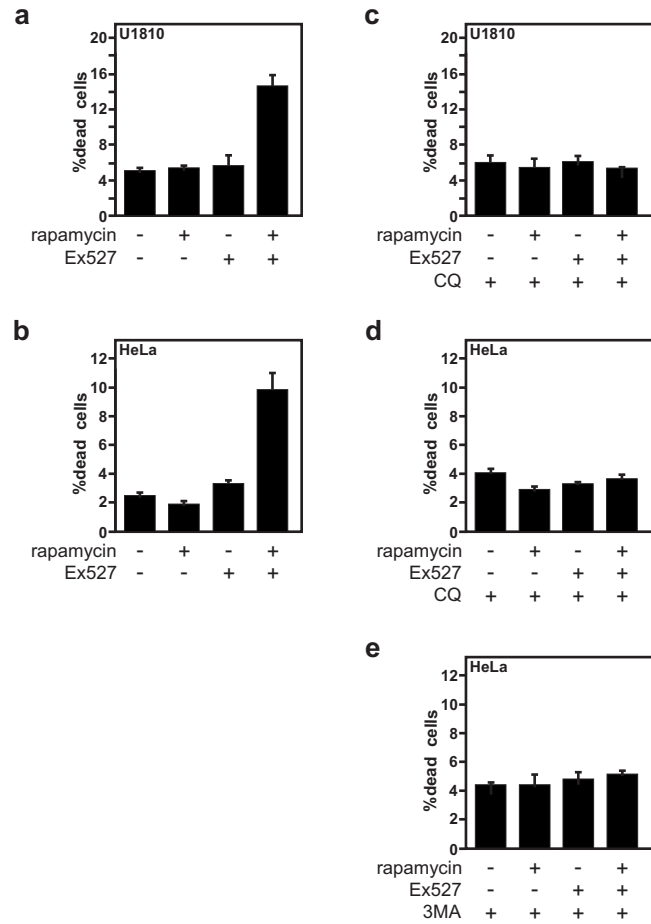 a
U1810
20
16
12
8
4
0
%dead cells
rapamycin - + - +
Ex527 - - + +
b
HeLa
12
10
8
6
4
2
0
%dead cells
rapamycin - + - +
Ex527 - - + +
c
U1810
20
16
12
8
4
0
%dead cells
rapamycin - + - +
Ex527 - - + +
CQ + + + +
d
HeLa
12
10
8
6
4
2
0
%dead cells
rapamycin - + - +
Ex527 - - + +
CQ + + + +
e
HeLa
12
10
8
6
4
2
0
%dead cells
rapamycin - + - +
Ex527 - - + +
3MA + + + +